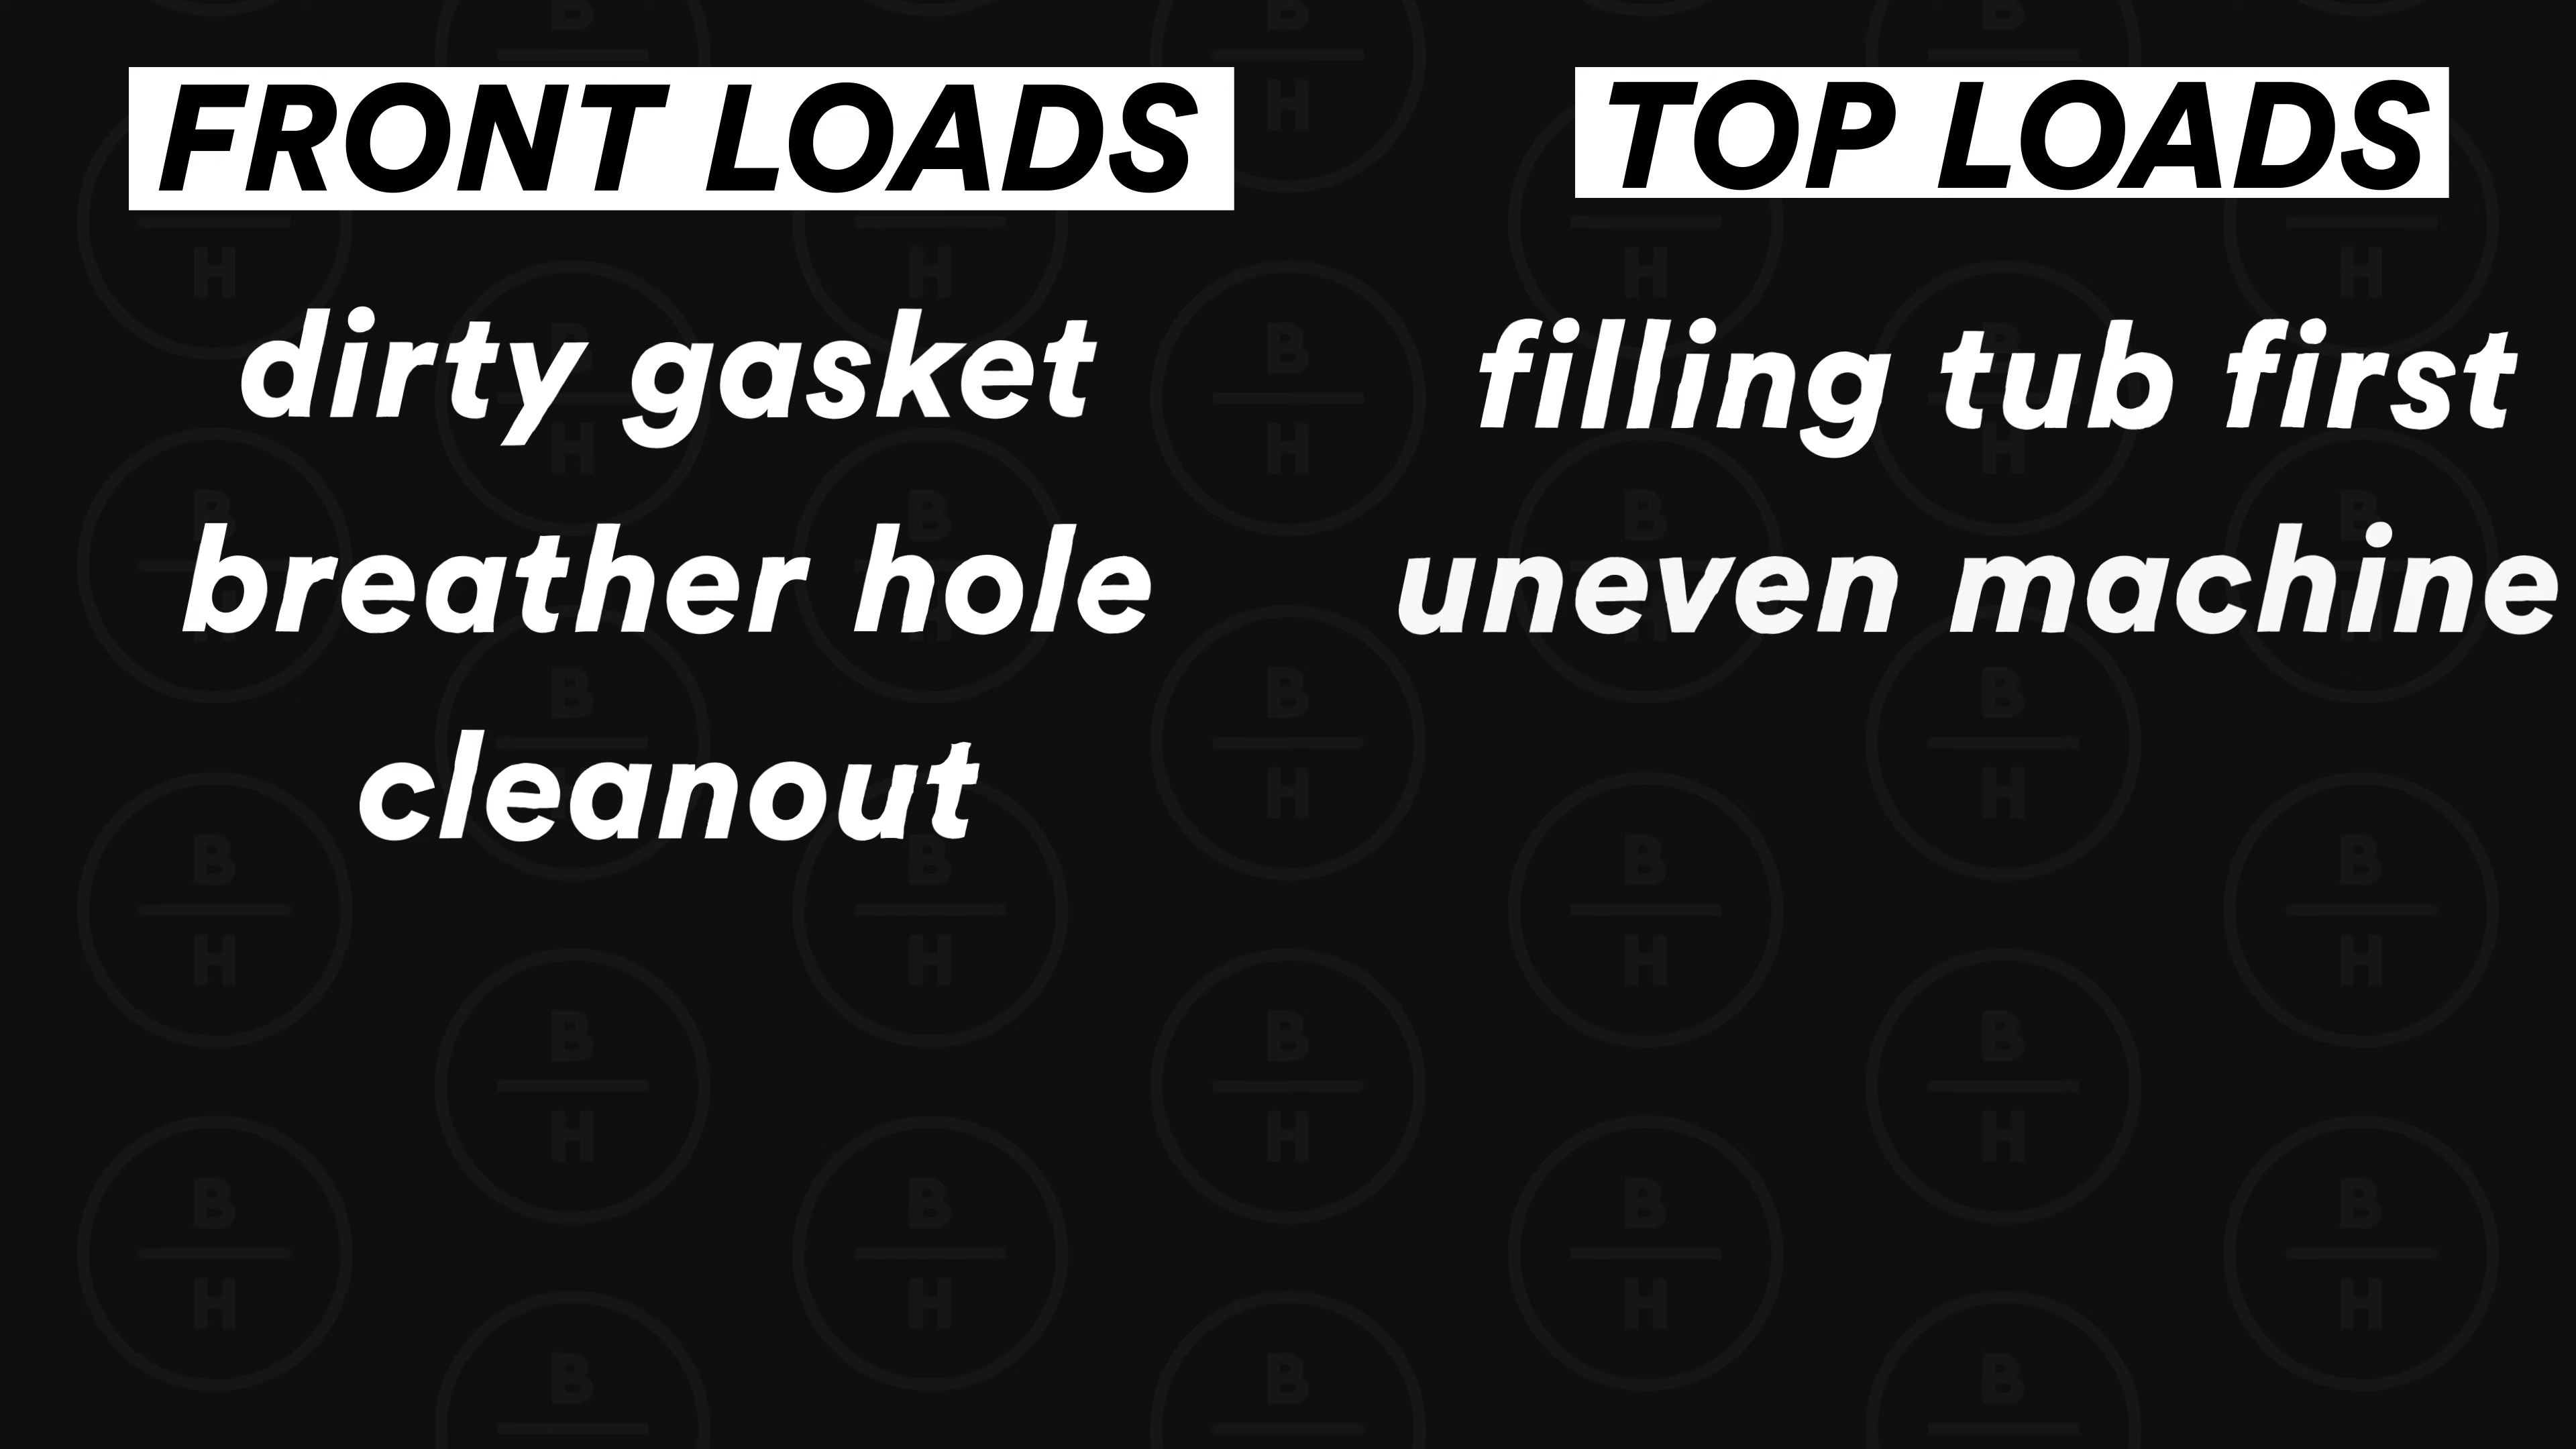 FRONT LOADS
dirty gasket
breather hole
cleanout
TOP LOADS
filling tub first
uneven machine